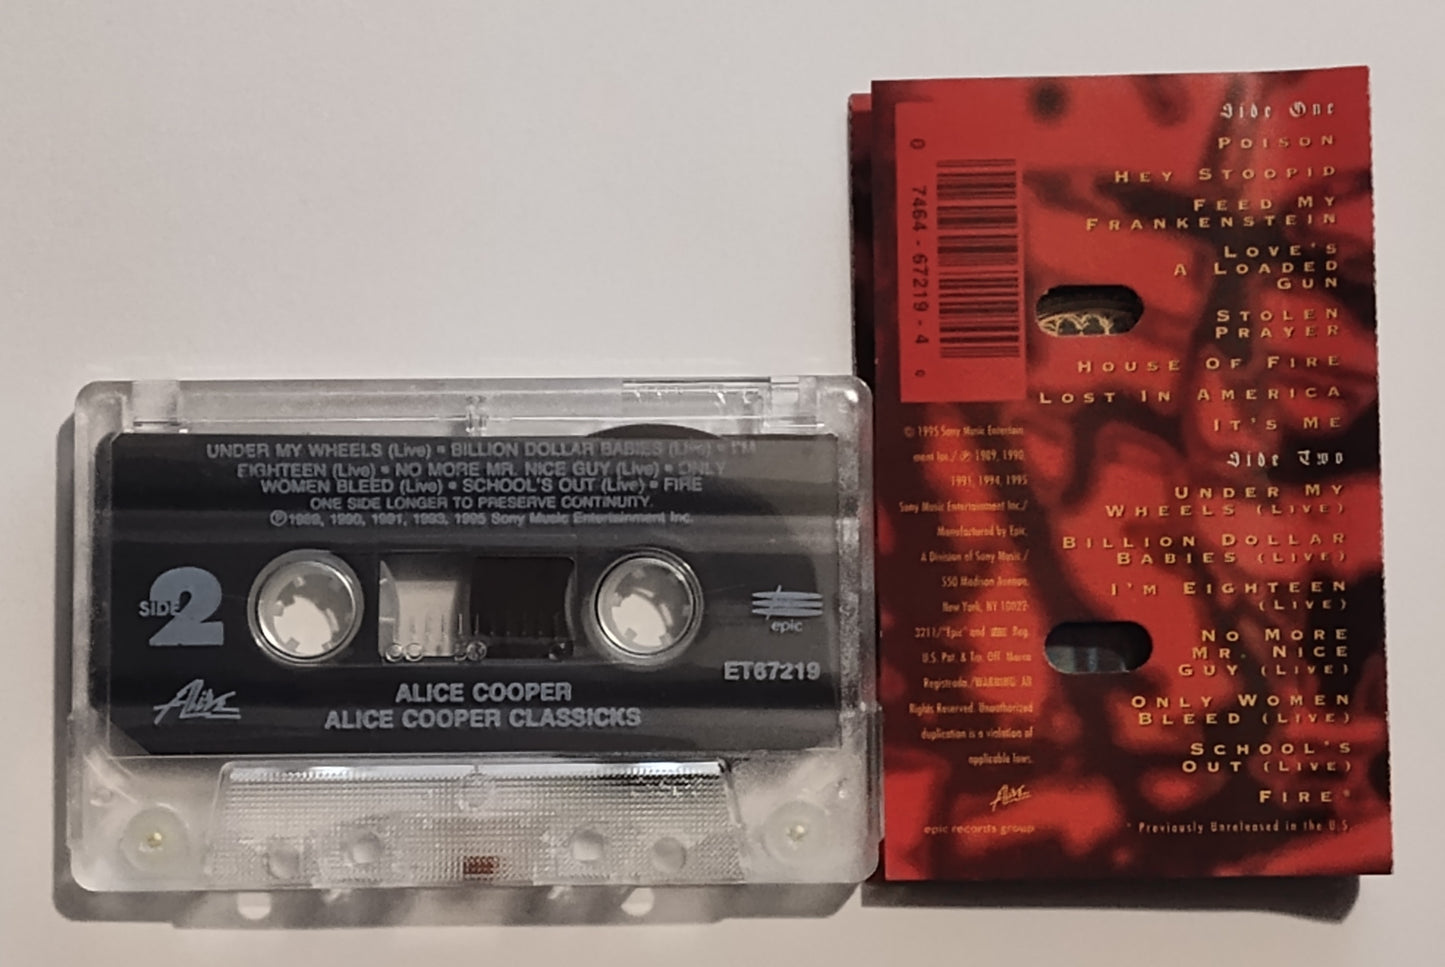 UNDER MY WHEELS (Live) • BILLION DOLLAR BABIES (Live) • I'M
EIGHTEEN (Live) • NO MORE MR. NICE GUY (Live) • ONLY
WOMEN BLEED (Live) • SCHOOL'S OUT (Live) • FIRE
ONE SIDE LONGER TO PRESERVE CONTINUITY.
℗1989, 1990, 1991, 1993, 1995 Sony Music Entertainment Inc.
SIDE 2
epic
ET67219
Alive
ALICE COOPER
ALICE COOPER CLASSICKS
0 7464-67219-4 0
Side One
POISON
HEY STOOPID
FEED MY
FRANKENSTEIN
LOVE'S
A LOADED
GUN
STOLEN
PRAYER
HOUSE OF FIRE
LOST IN AMERICA
IT'S ME
Side Two
UNDER MY
WHEELS (LIVE)
BILLION DOLLAR
BABIES (LIVE)
I'M EIGHTEEN
(LIVE)
NO MORE
MR. NICE
GUY (LIVE)
ONLY WOMEN
BLEED (LIVE)
SCHOOL'S
OUT (LIVE)
FIRE*
* Previously Unreleased in the U.S.
© 1995 Sony Music Entertain-
ment Inc./ ℗ 1989, 1990,
1991, 1994, 1995
Sony Music Entertainment Inc./
Manufactured by Epic,
A Division of Sony Music/
550 Madison Avenue,
New York, NY 10022-
3211/"Epic" and Reg.
U.S. Pat. & Tm. Off. Marca
Registrada./WARNING: All
Rights Reserved. Unauthorized
duplication is a violation of
applicable laws.
Alive
epic records group